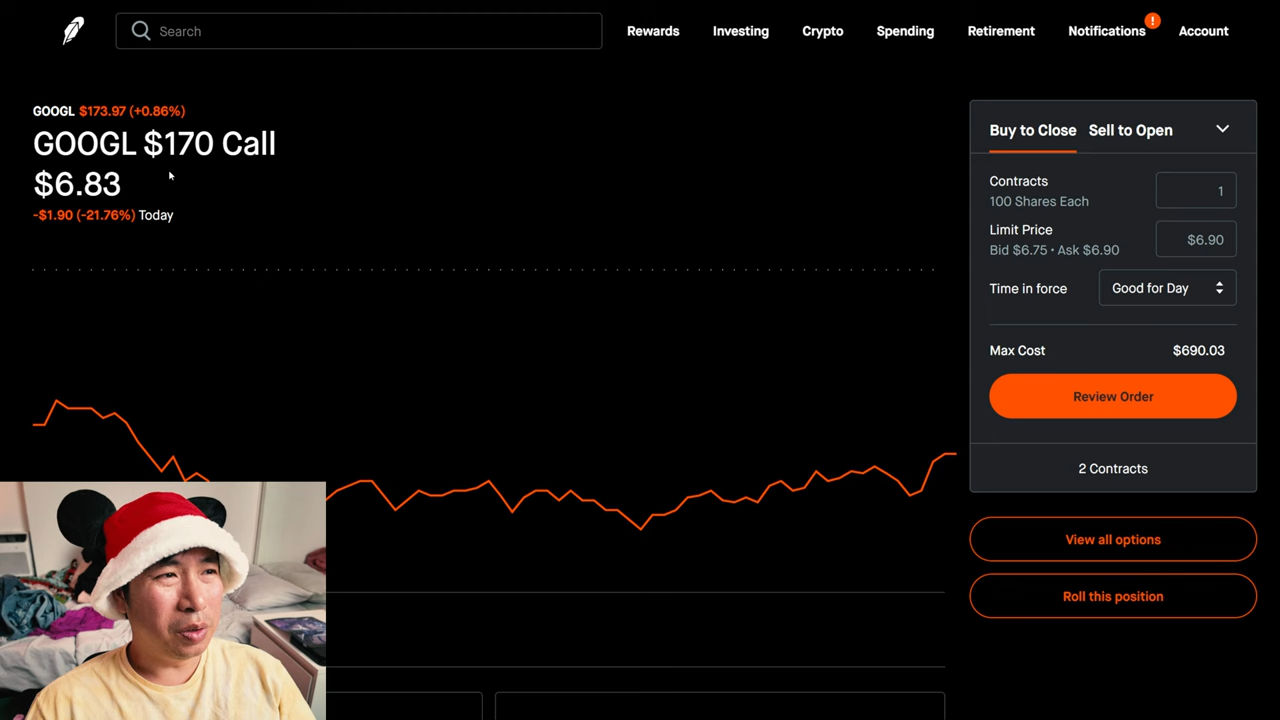 Search
Rewards
Investing
Crypto
Spending
Retirement
Notifications
!
Account
GOOGL $173.97 (+0.86%)
GOOGL $170 Call
$6.83
-$1.90 (-21.76%) Today
Buy to Close
Sell to Open
Contracts
100 Shares Each
1
Limit Price
Bid $6.75 • Ask $6.90
$6.90
Time in force
Good for Day
Max Cost
$690.03
Review Order
2 Contracts
View all options
Roll this position